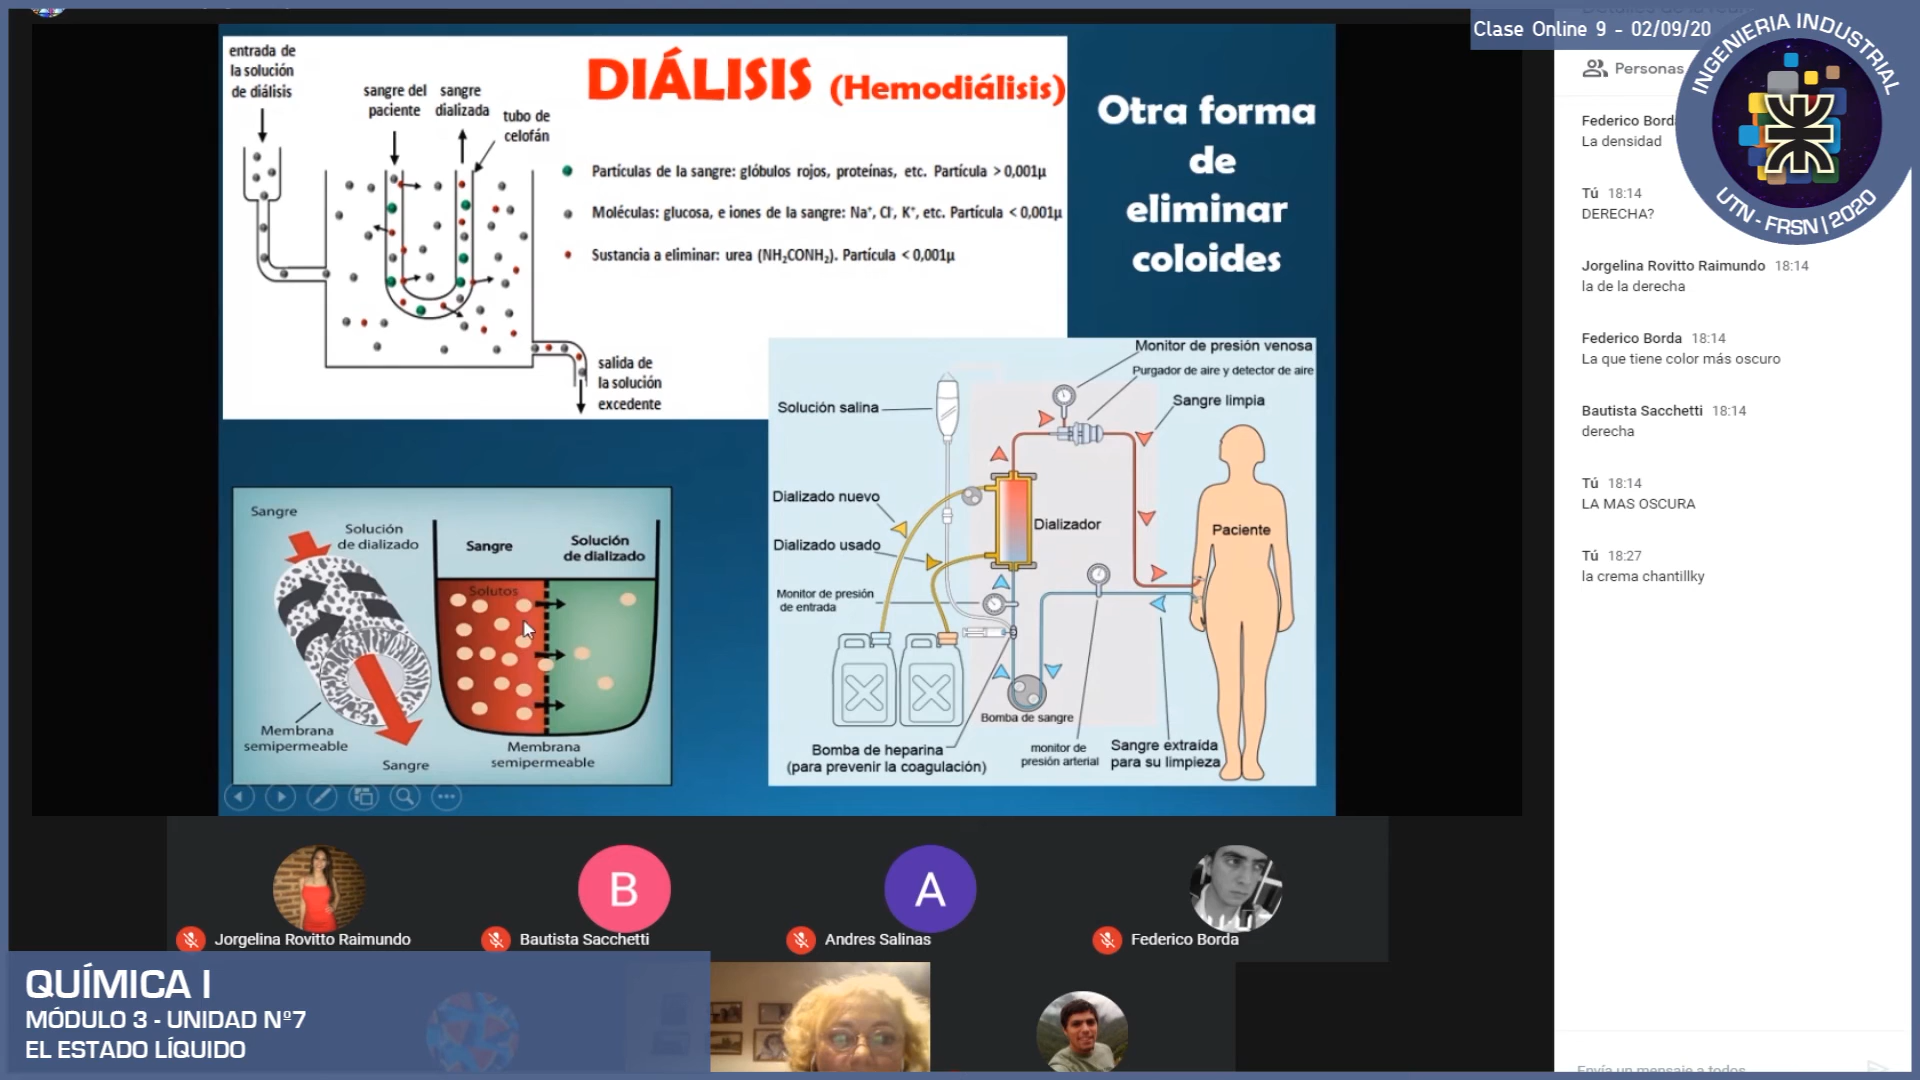 Clase Online 9 - 02/09/20
INGENIERIA INDUSTRIAL
UTN - FRSN | 2020
entrada de
la solución
de diálisis
sangre del
paciente
sangre
dializada
tubo de
celofán
DIÁLISIS (Hemodiálisis)
Partículas de la sangre: glóbulos rojos, proteínas, etc. Partícula > 0,001µ
Moléculas: glucosa, e iones de la sangre: Na⁺, Cl⁻, K⁺, etc. Partícula < 0,001µ
Sustancia a eliminar: urea (NH₂CONH₂). Partícula < 0,001µ
salida de
la solución
excedente
Otra forma
de
eliminar
coloides
Sangre
Solución
de dializado
Membrana
semipermeable
Sangre
Sangre
Solución
de dializado
Solutos
Membrana
semipermeable
Monitor de presión venosa
Purgador de aire y detector de aire
Solución salina
Sangre limpia
Dializado nuevo
Dializador
Paciente
Dializado usado
Monitor de presión
de entrada
Bomba de sangre
Bomba de heparina
(para prevenir la coagulación)
monitor de
presión arterial
Sangre extraída
para su limpieza
Personas
Federico Borda
La densidad
Tú 18:14
DERECHA?
Jorgelina Rovitto Raimundo 18:14
la de la derecha
Federico Borda 18:14
La que tiene color más oscuro
Bautista Sacchetti 18:14
derecha
Tú 18:14
LA MAS OSCURA
Tú 18:27
la crema chantillky
Envía un mensaje a todos
B
A
Jorgelina Rovitto Raimundo
Bautista Sacchetti
Andres Salinas
Federico Borda
QUÍMICA I
MÓDULO 3 - UNIDAD Nº7
EL ESTADO LÍQUIDO